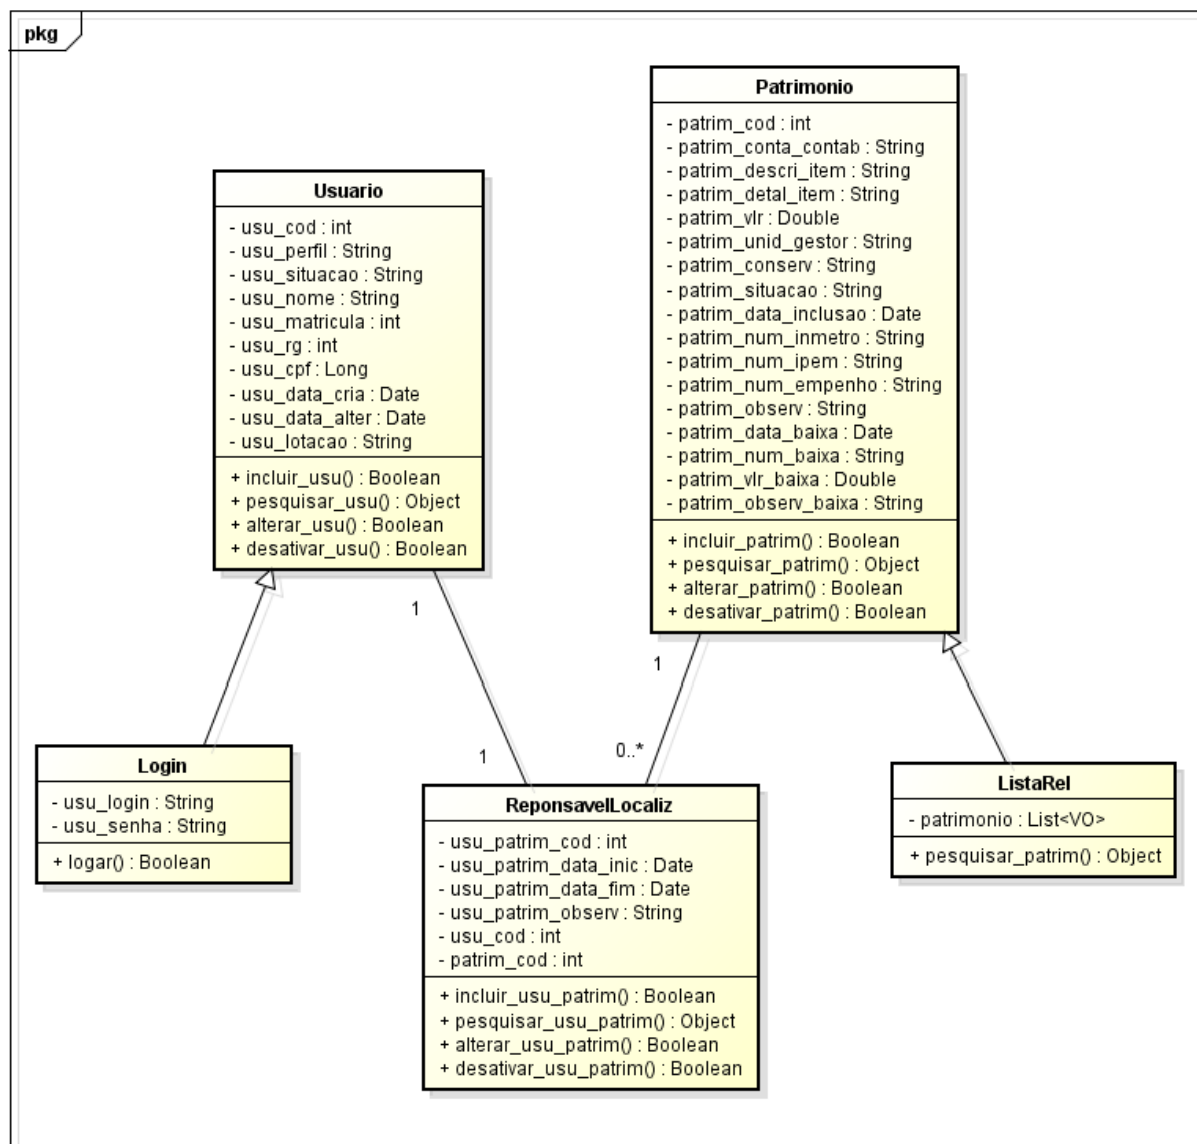 pkg
Patrimonio
- patrim_cod : int
- patrim_conta_contab : String
- patrim_descri_item : String
- patrim_detal_item : String
- patrim_vlr : Double
- patrim_unid_gestor : String
- patrim_conserv : String
- patrim_situacao : String
- patrim_data_inclusao : Date
- patrim_num_inmetro : String
- patrim_num_ipem : String
- patrim_num_empenho : String
- patrim_observ : String
- patrim_data_baixa : Date
- patrim_num_baixa : String
- patrim_vlr_baixa : Double
- patrim_observ_baixa : String
+ incluir_patrim() : Boolean
+ pesquisar_patrim() : Object
+ alterar_patrim() : Boolean
+ desativar_patrim() : Boolean
Usuario
- usu_cod : int
- usu_perfil : String
- usu_situacao : String
- usu_nome : String
- usu_matricula : int
- usu_rg : int
- usu_cpf : Long
- usu_data_cria : Date
- usu_data_alter : Date
- usu_lotacao : String
+ incluir_usu() : Boolean
+ pesquisar_usu() : Object
+ alterar_usu() : Boolean
+ desativar_usu() : Boolean
1
1
1
0..*
Login
- usu_login : String
- usu_senha : String
+ logar() : Boolean
ReponsavelLocaliz
- usu_patrim_cod : int
- usu_patrim_data_inic : Date
- usu_patrim_data_fim : Date
- usu_patrim_observ : String
- usu_cod : int
- patrim_cod : int
+ incluir_usu_patrim() : Boolean
+ pesquisar_usu_patrim() : Object
+ alterar_usu_patrim() : Boolean
+ desativar_usu_patrim() : Boolean
ListaRel
- patrimonio : List<VO>
+ pesquisar_patrim() : Object